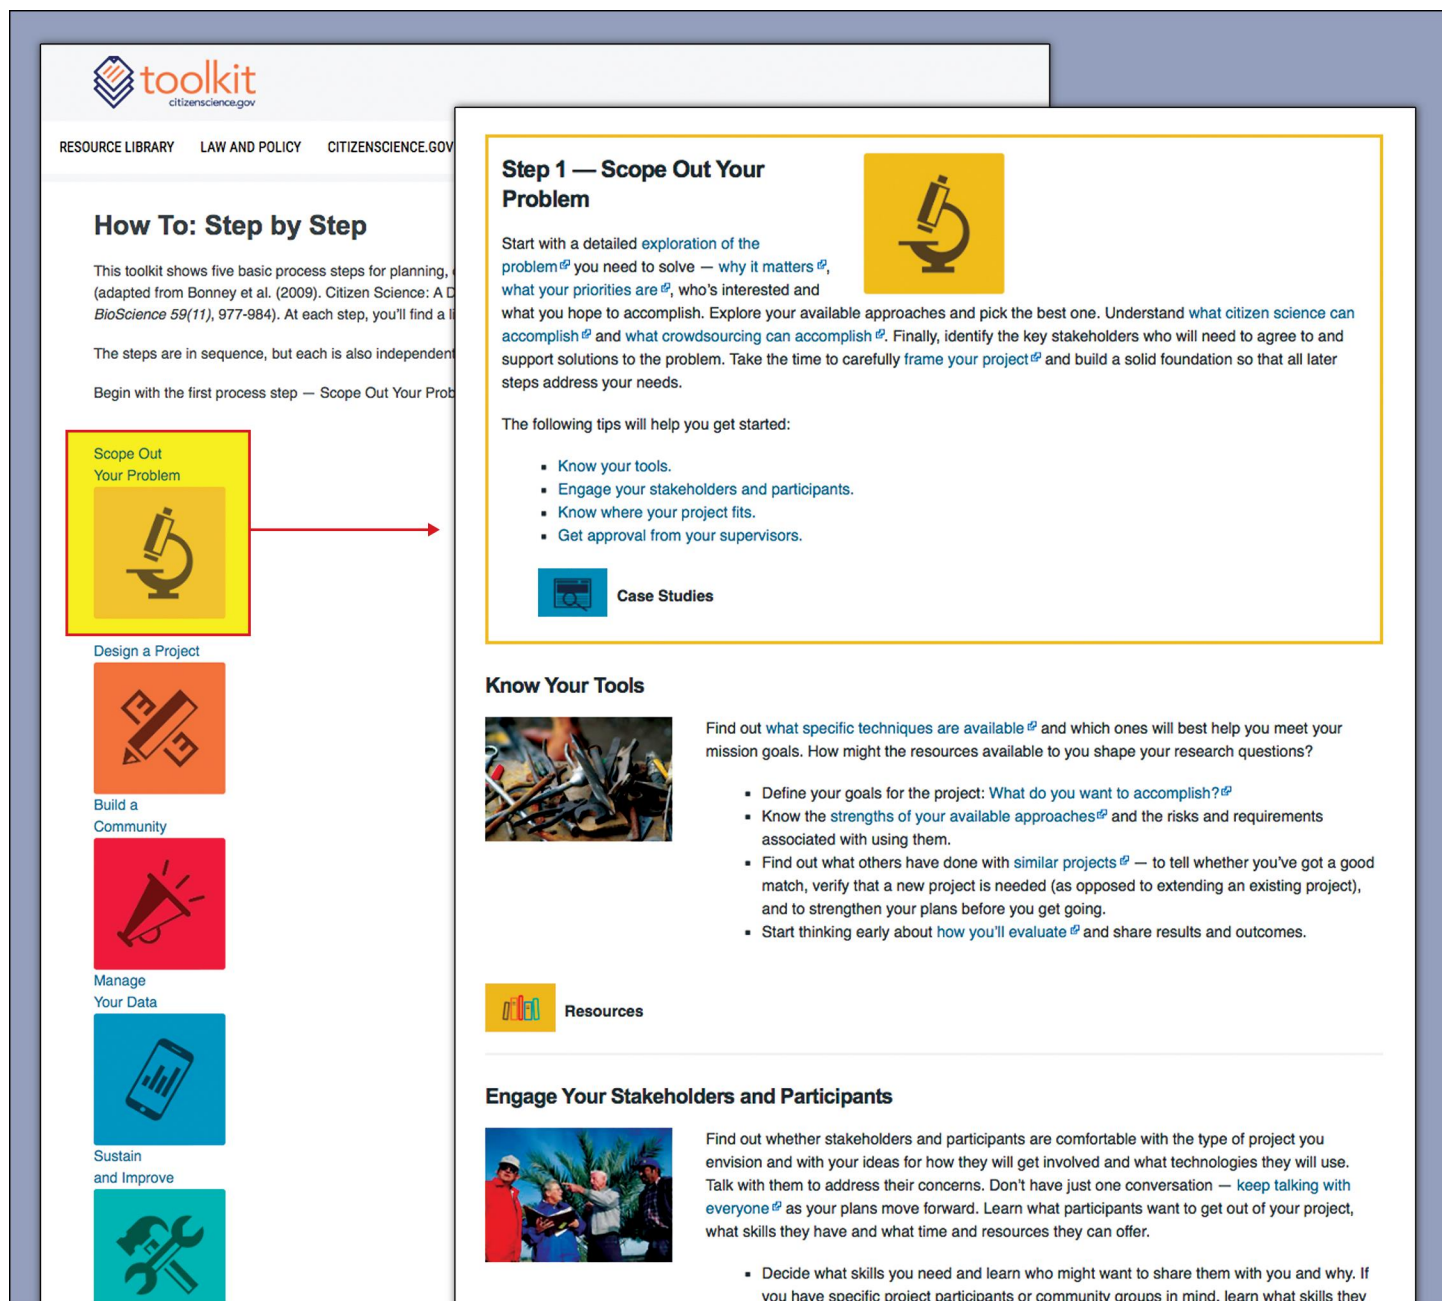 toolkit
citizenscience.gov
RESOURCE LIBRARY LAW AND POLICY CITIZENSCIENCE.GOV
How To: Step by Step
This toolkit shows five basic process steps for planning,
(adapted from Bonney et al. (2009). Citizen Science: A D
BioScience 59(11), 977-984). At each step, you'll find a li
The steps are in sequence, but each is also independent
Begin with the first process step — Scope Out Your Prob
Scope Out
Your Problem
Design a Project
Build a
Community
Manage
Your Data
Sustain
and Improve
Step 1 — Scope Out Your
Problem
Start with a detailed exploration of the
problem you need to solve — why it matters,
what your priorities are, who's interested and
what you hope to accomplish. Explore your available approaches and pick the best one. Understand what citizen science can
accomplish and what crowdsourcing can accomplish. Finally, identify the key stakeholders who will need to agree to and
support solutions to the problem. Take the time to carefully frame your project and build a solid foundation so that all later
steps address your needs.
The following tips will help you get started:
▪ Know your tools.
▪ Engage your stakeholders and participants.
▪ Know where your project fits.
▪ Get approval from your supervisors.
Case Studies
Know Your Tools
Find out what specific techniques are available and which ones will best help you meet your
mission goals. How might the resources available to you shape your research questions?
▪ Define your goals for the project: What do you want to accomplish?
▪ Know the strengths of your available approaches and the risks and requirements
associated with using them.
▪ Find out what others have done with similar projects — to tell whether you've got a good
match, verify that a new project is needed (as opposed to extending an existing project),
and to strengthen your plans before you get going.
▪ Start thinking early about how you'll evaluate and share results and outcomes.
Resources
Engage Your Stakeholders and Participants
Find out whether stakeholders and participants are comfortable with the type of project you
envision and with your ideas for how they will get involved and what technologies they will use.
Talk with them to address their concerns. Don't have just one conversation — keep talking with
everyone as your plans move forward. Learn what participants want to get out of your project,
what skills they have and what time and resources they can offer.
▪ Decide what skills you need and learn who might want to share them with you and why. If
you have specific project participants or community groups in mind, learn what skills they